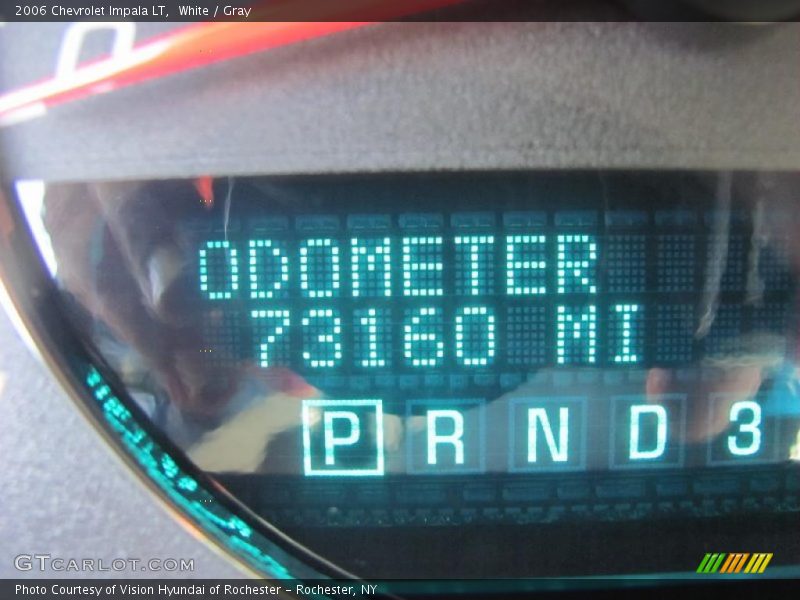 2006 Chevrolet Impala LT, White / Gray
ODOMETER
73160 MI
P R N D 3
GTCARLOT.COM
Photo Courtesy of Vision Hyundai of Rochester – Rochester, NY